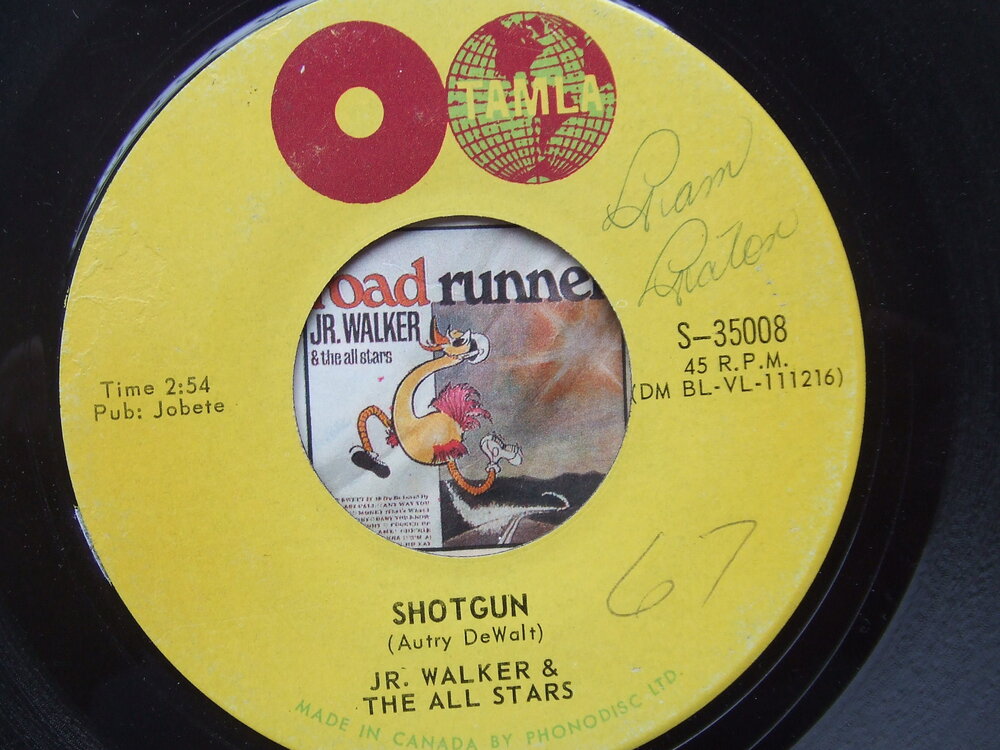 TAMLA
road runner
JR. WALKER
& the all stars
S-35008
45 R.P.M.
(DM BL-VL-111216)
Time 2:54
Pub: Jobete
67
SHOTGUN
(Autry DeWalt)
JR. WALKER &
THE ALL STARS
MADE IN CANADA BY PHONODISC LTD.